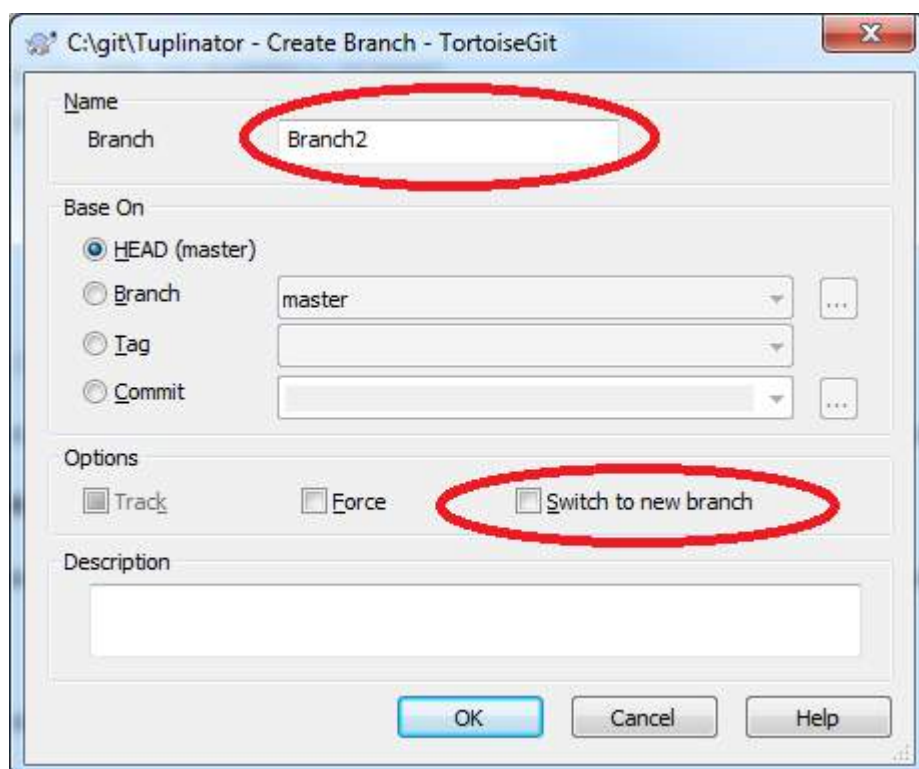 C:\git\Tuplinator - Create Branch - TortoiseGit
Name
Branch Branch2
Base On
HEAD (master)
Branch master ...
Tag
Commit ...
Options
Track Force Switch to new branch
Description
OK Cancel Help